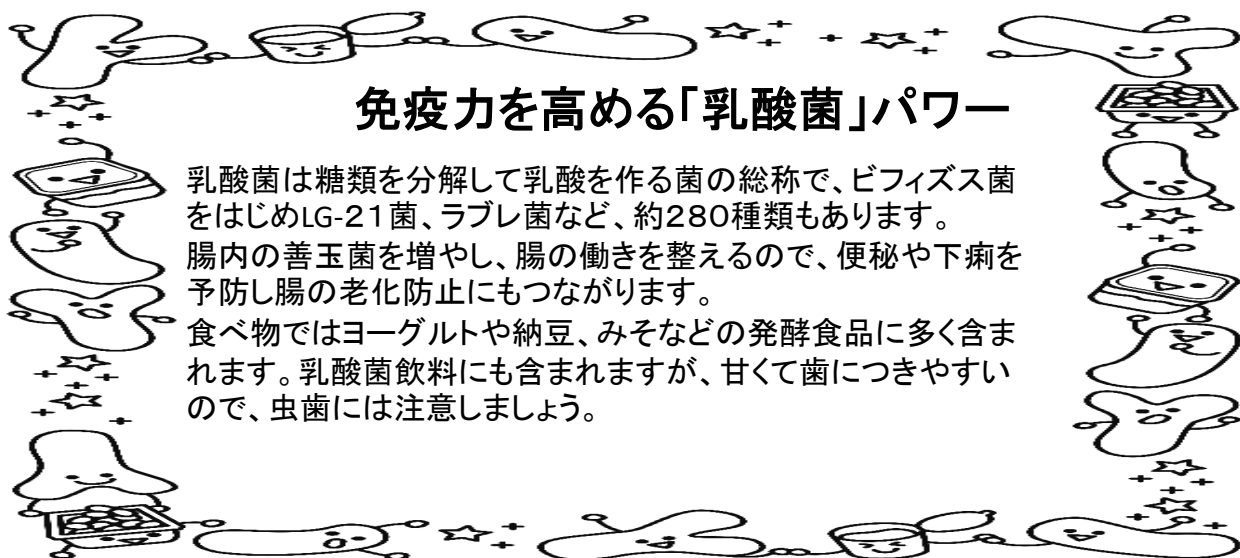 免疫力を高める「乳酸菌」パワー
乳酸菌は糖類を分解して乳酸を作る菌の総称で、ビフィズス菌
をはじめLG-２１菌、ラブレ菌など、約２８０種類もあります。
腸内の善玉菌を増やし、腸の働きを整えるので、便秘や下痢を
予防し腸の老化防止にもつながります。
食べ物ではヨーグルトや納豆、みそなどの発酵食品に多く含ま
れます。乳酸菌飲料にも含まれますが、甘くて歯につきやすい
ので、虫歯には注意しましょう。